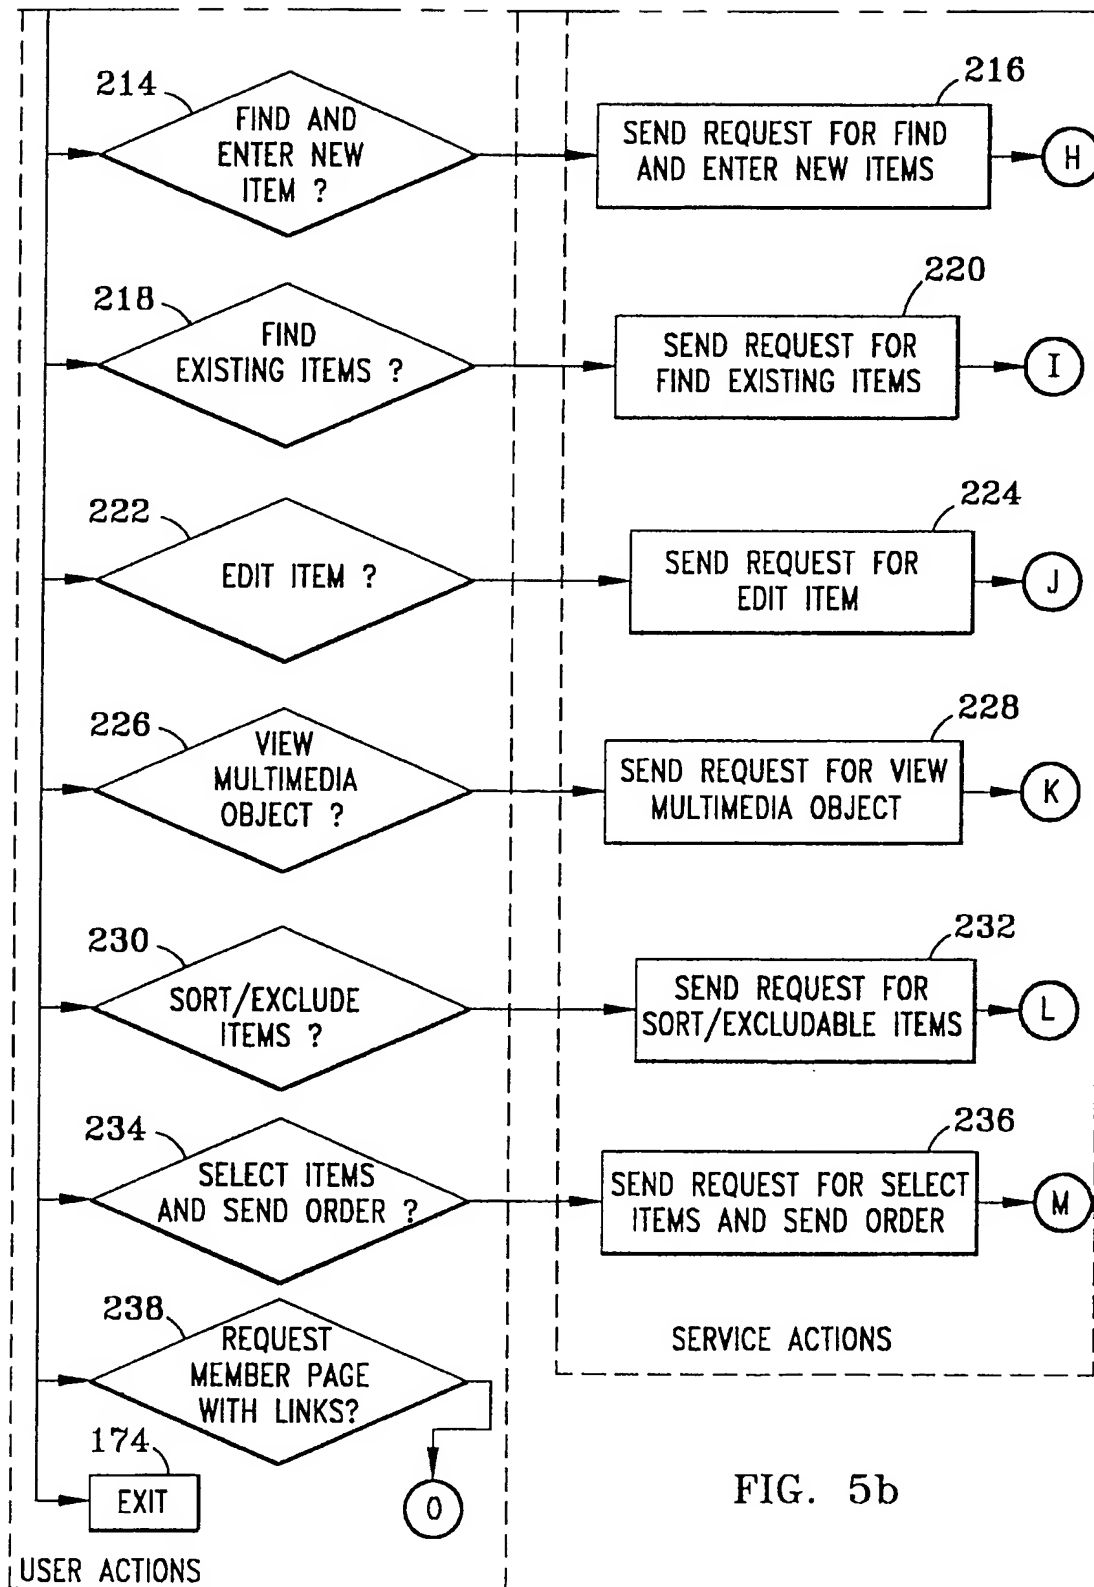 214
FIND AND
ENTER NEW
ITEM ?
216
SEND REQUEST FOR FIND
AND ENTER NEW ITEMS
H
218
FIND
EXISTING ITEMS ?
220
SEND REQUEST FOR
FIND EXISTING ITEMS
I
222
EDIT ITEM ?
224
SEND REQUEST FOR
EDIT ITEM
J
226
VIEW
MULTIMEDIA
OBJECT ?
228
SEND REQUEST FOR VIEW
MULTIMEDIA OBJECT
K
230
SORT/EXCLUDE
ITEMS ?
232
SEND REQUEST FOR
SORT/EXCLUDABLE ITEMS
L
234
SELECT ITEMS
AND SEND ORDER ?
236
SEND REQUEST FOR SELECT
ITEMS AND SEND ORDER
M
238
REQUEST
MEMBER PAGE
WITH LINKS?
SERVICE ACTIONS
174
EXIT
O
FIG. 5b
USER ACTIONS